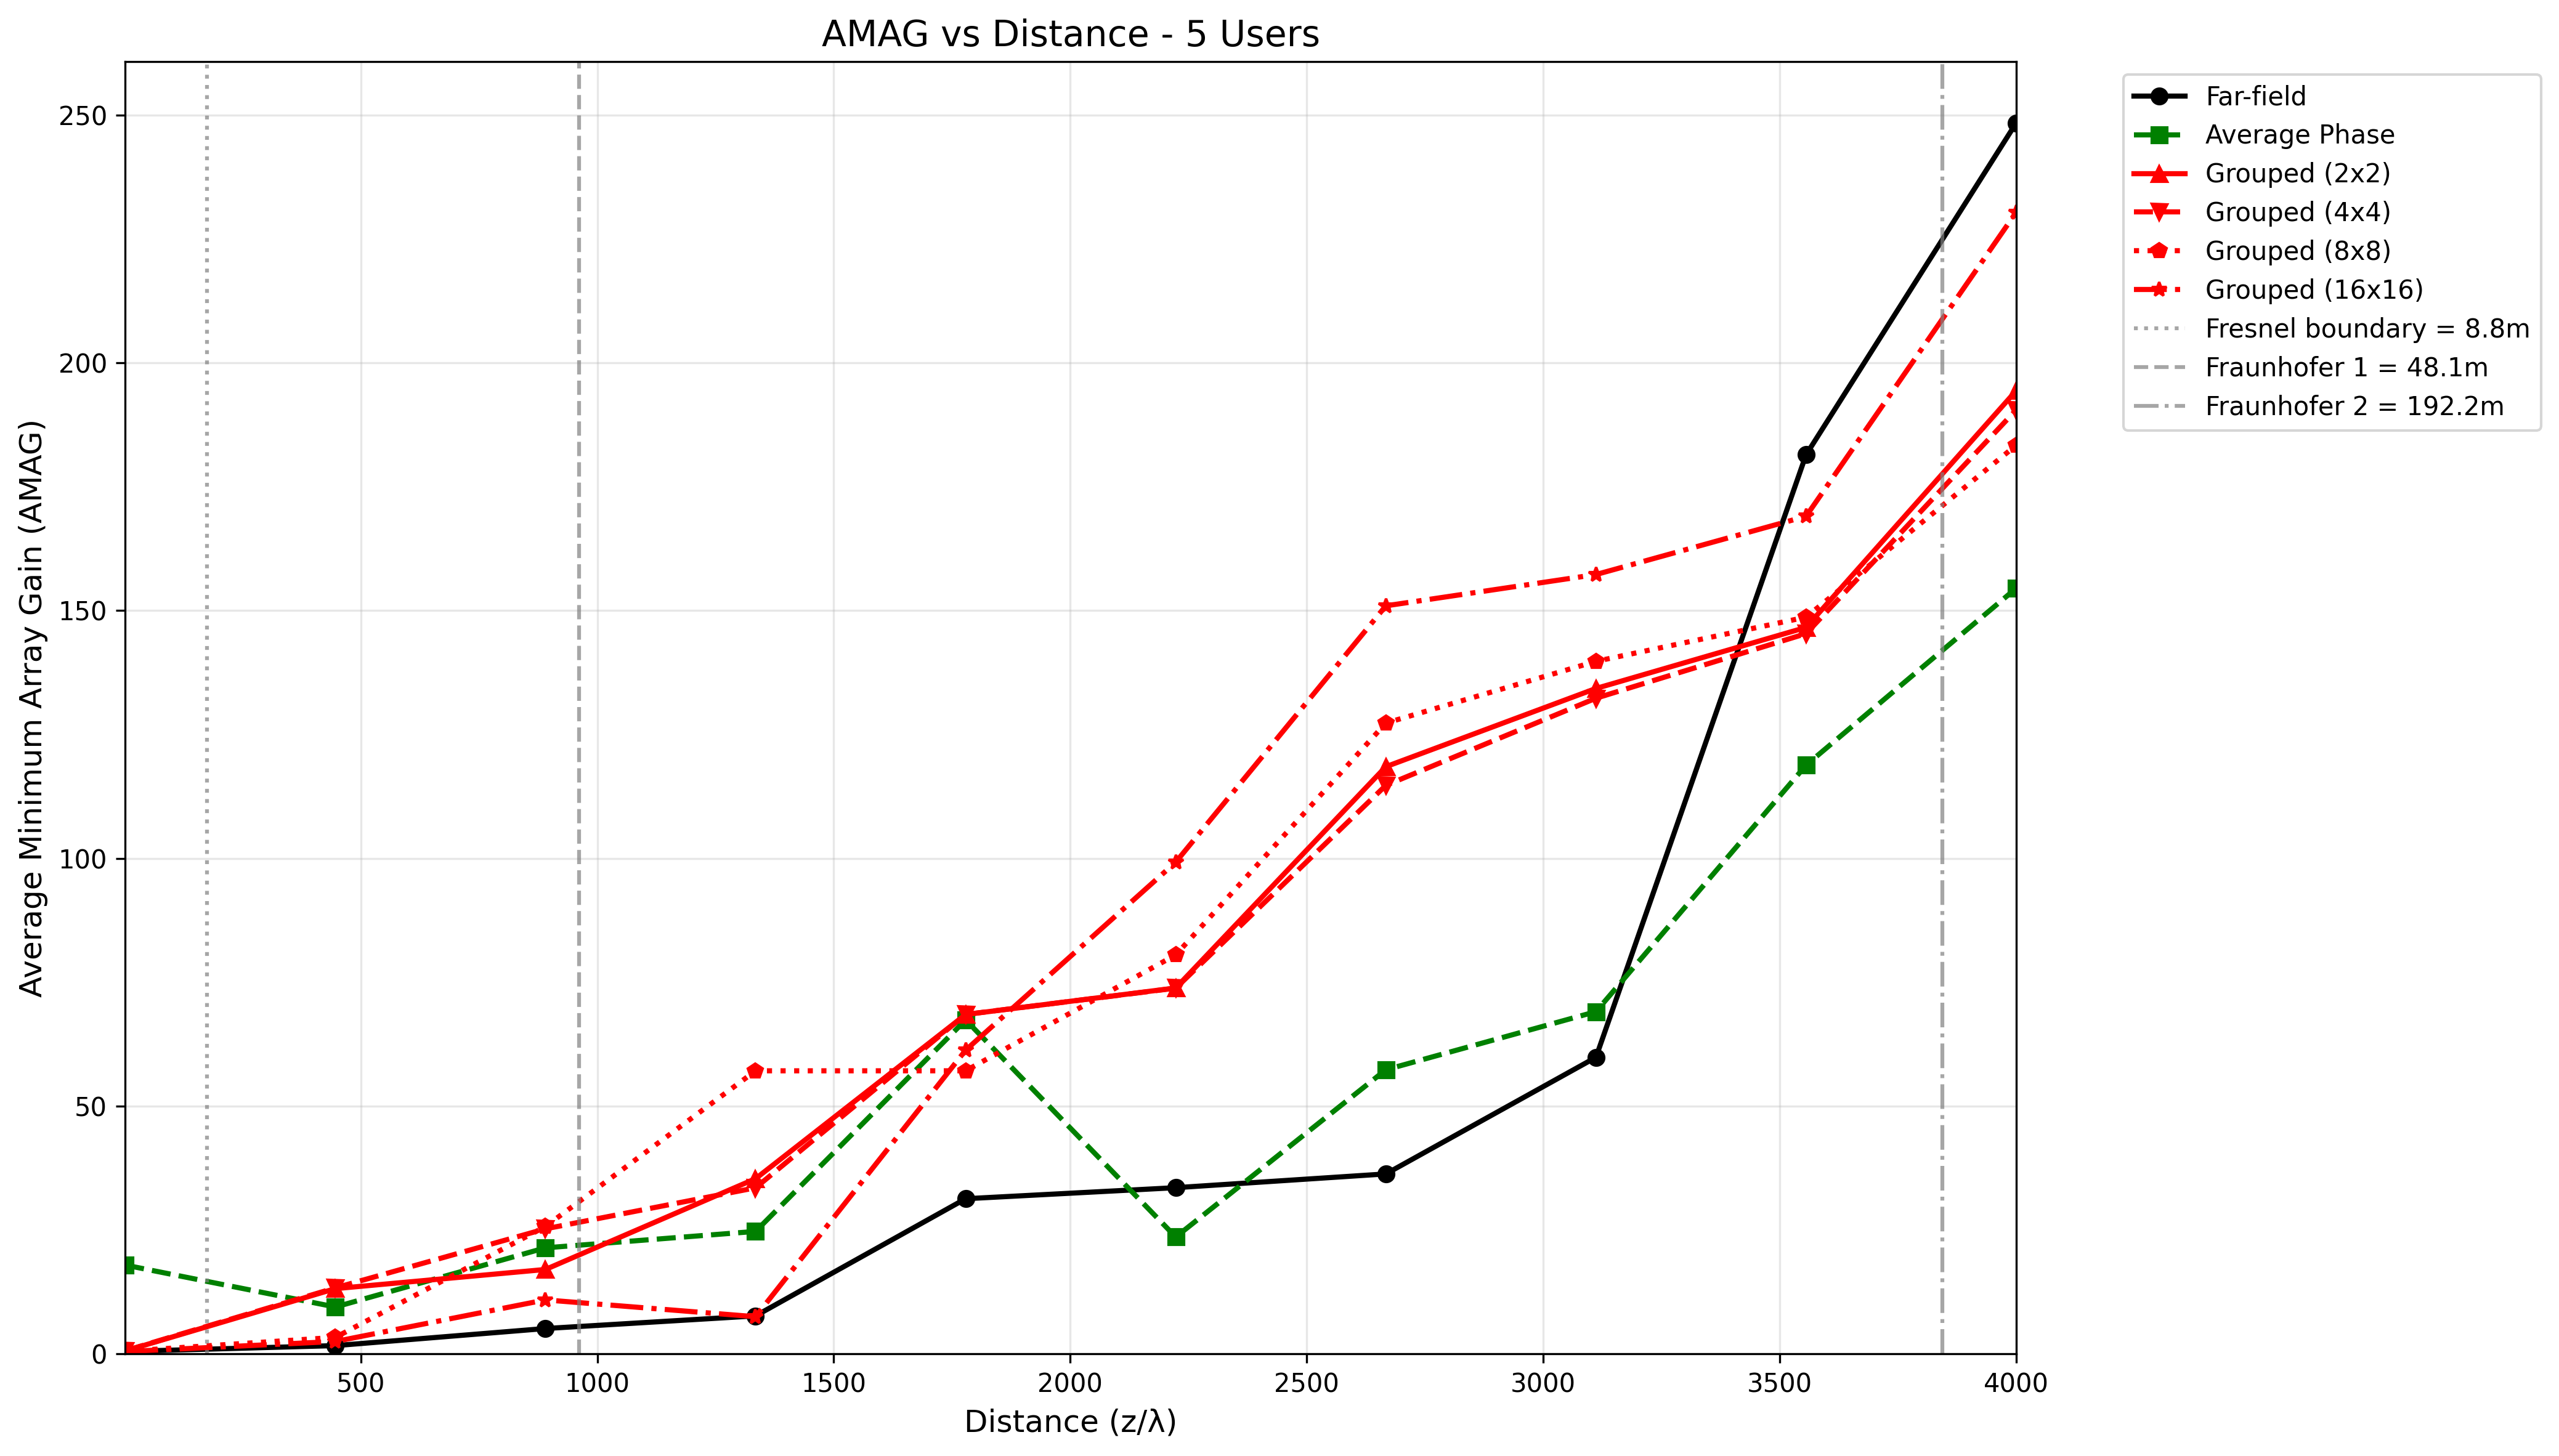 AMAG vs Distance - 5 Users
Average Minimum Array Gain (AMAG)
250
200
150
100
50
0
500
1000
1500
2000
2500
3000
3500
4000
Distance (z/λ)
Far-field
Average Phase
Grouped (2x2)
Grouped (4x4)
Grouped (8x8)
Grouped (16x16)
Fresnel boundary = 8.8m
Fraunhofer 1 = 48.1m
Fraunhofer 2 = 192.2m